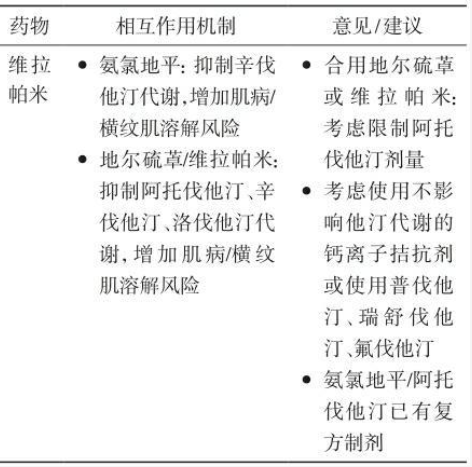 药物 相互作用机制 意见/建议
维拉
帕米
● 氨氯地平: 抑制辛伐
他汀代谢,增加肌病/
横纹肌溶解风险
● 地尔硫䓬/维拉帕米:
抑制阿托伐他汀、辛
伐他汀、洛伐他汀代
谢, 增加肌病/横纹
肌溶解风险
● 合用地尔硫䓬
或维拉帕米:
考虑限制阿托
伐他汀剂量
● 考虑使用不影
响他汀代谢的
钙离子拮抗剂
或使用普伐他
汀、瑞舒伐他
汀、氟伐他汀
● 氨氯地平/阿托
伐他汀已有复
方制剂